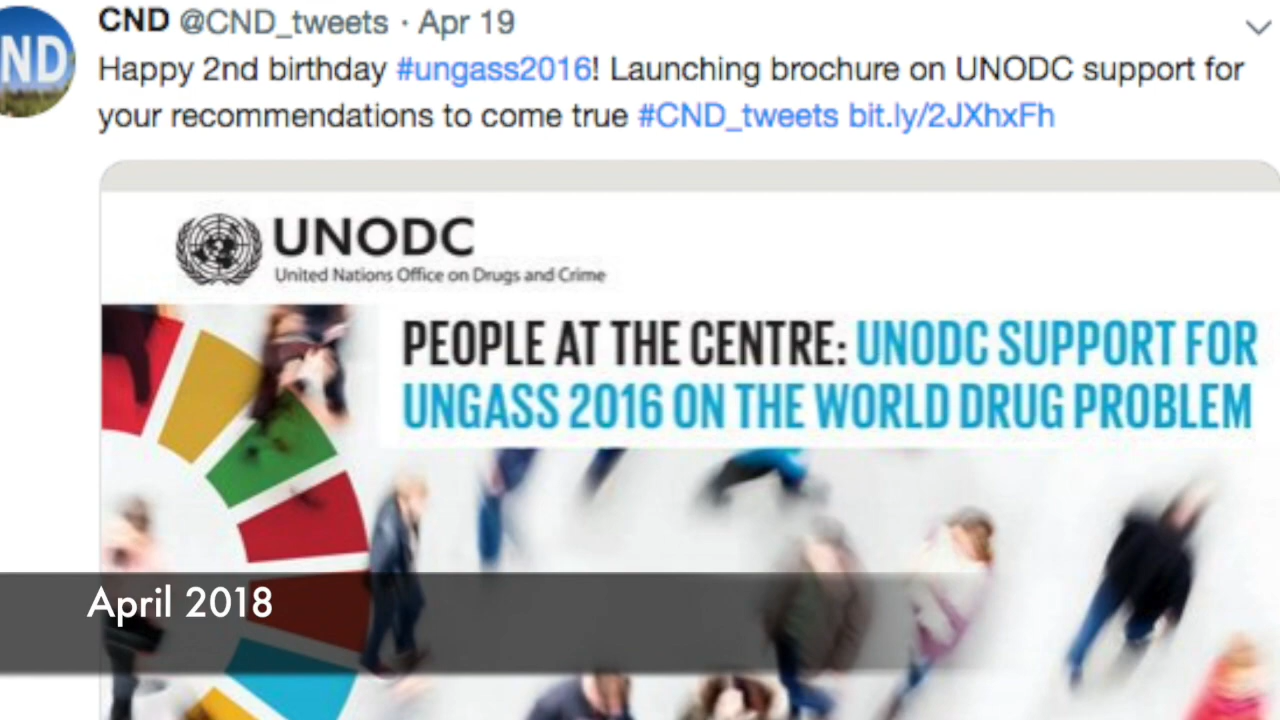 ND
CND @CND_tweets · Apr 19
Happy 2nd birthday #ungass2016! Launching brochure on UNODC support for
your recommendations to come true #CND_tweets bit.ly/2JXhxFh
UNODC
United Nations Office on Drugs and Crime
PEOPLE AT THE CENTRE: UNODC SUPPORT FOR
UNGASS 2016 ON THE WORLD DRUG PROBLEM
April 2018